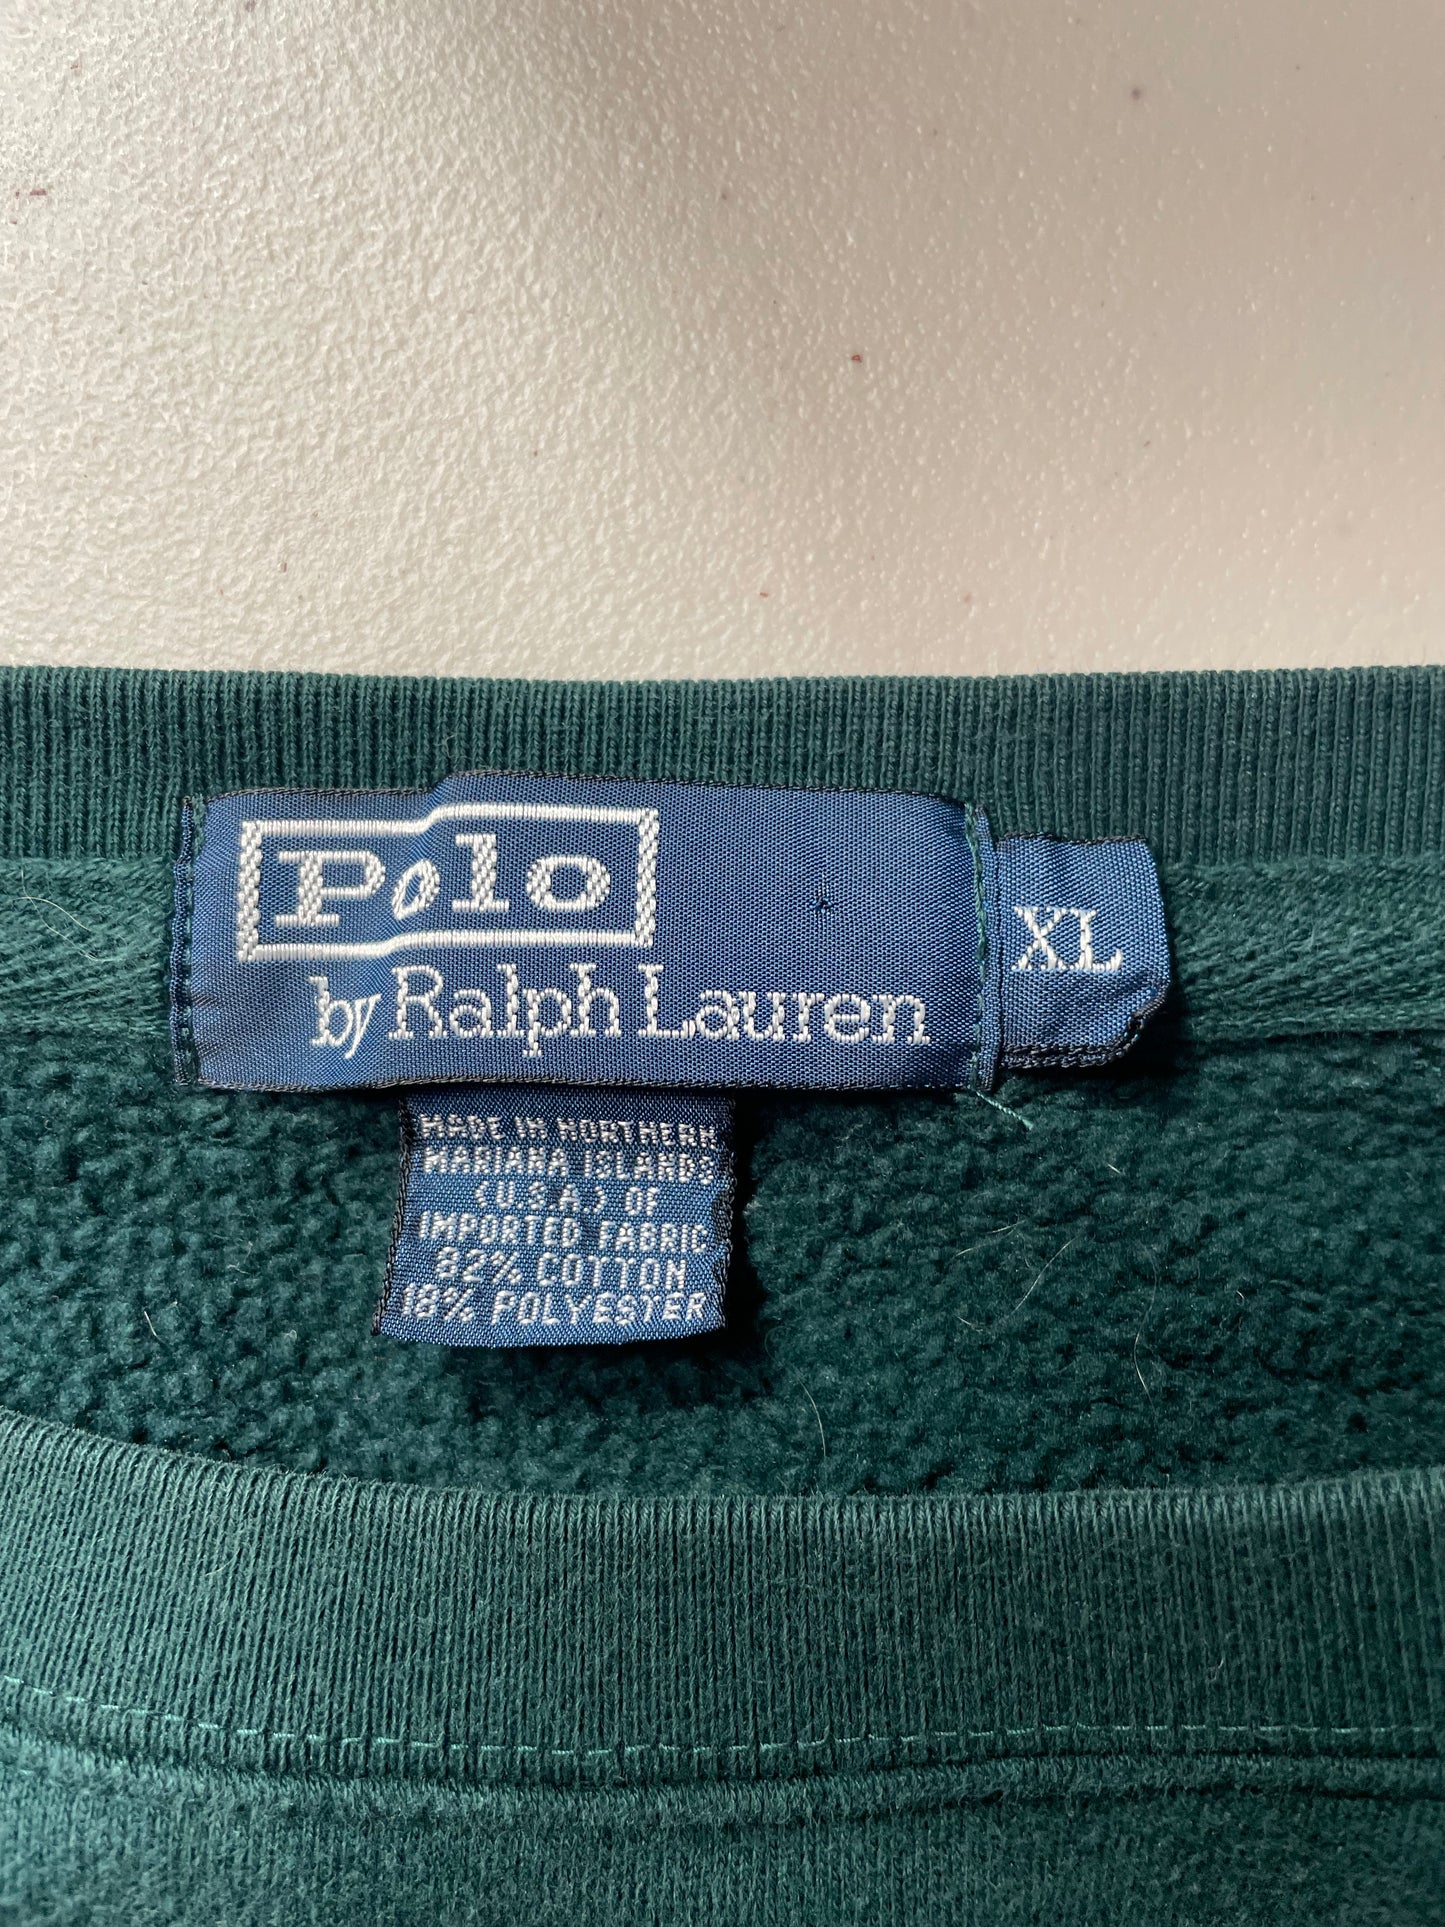 Polo
by Ralph Lauren
XL
MADE IN NORTHERN
MARIANA ISLANDS
(U.S.A.) OF
IMPORTED FABRIC
82% COTTON
18% POLYESTER